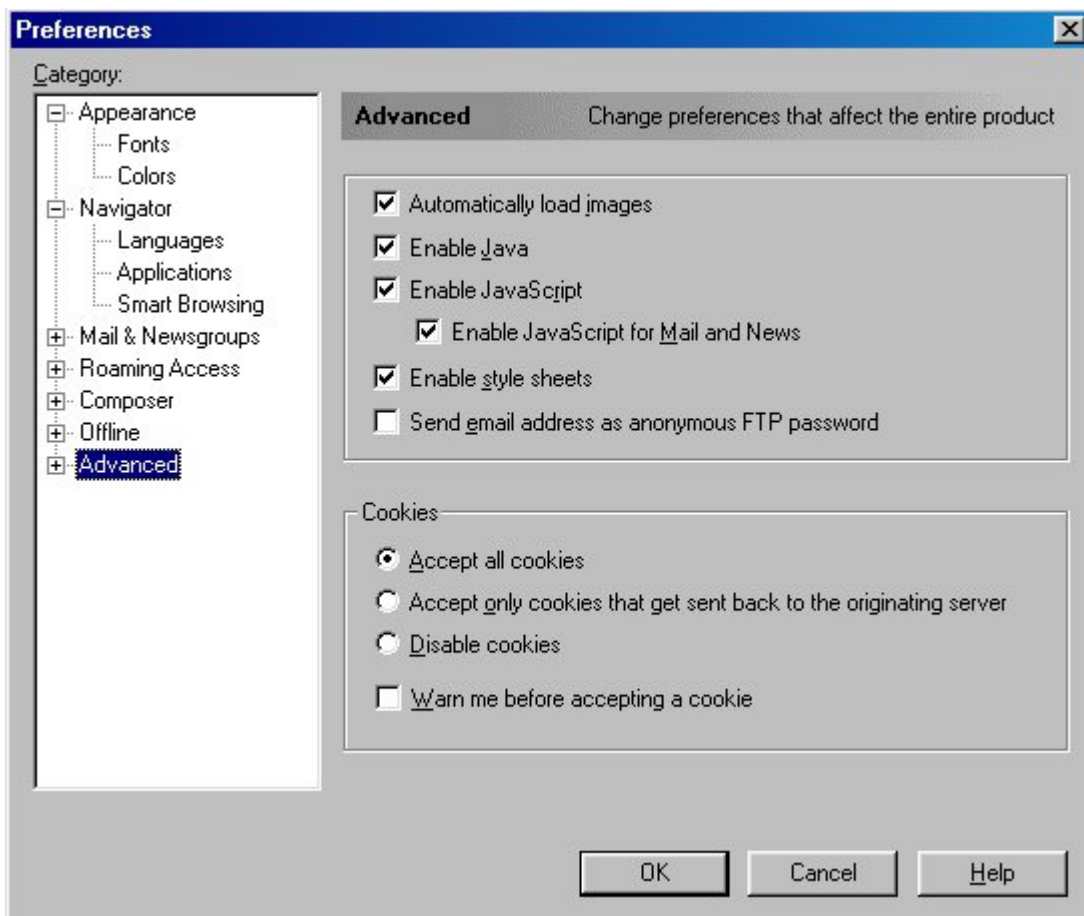 Preferences
Category:
Appearance
Fonts
Colors
Navigator
Languages
Applications
Smart Browsing
Mail & Newsgroups
Roaming Access
Composer
Offline
Advanced
Advanced Change preferences that affect the entire product
Automatically load images
Enable Java
Enable JavaScript
Enable JavaScript for Mail and News
Enable style sheets
Send email address as anonymous FTP password
Cookies
Accept all cookies
Accept only cookies that get sent back to the originating server
Disable cookies
Warn me before accepting a cookie
OK Cancel Help